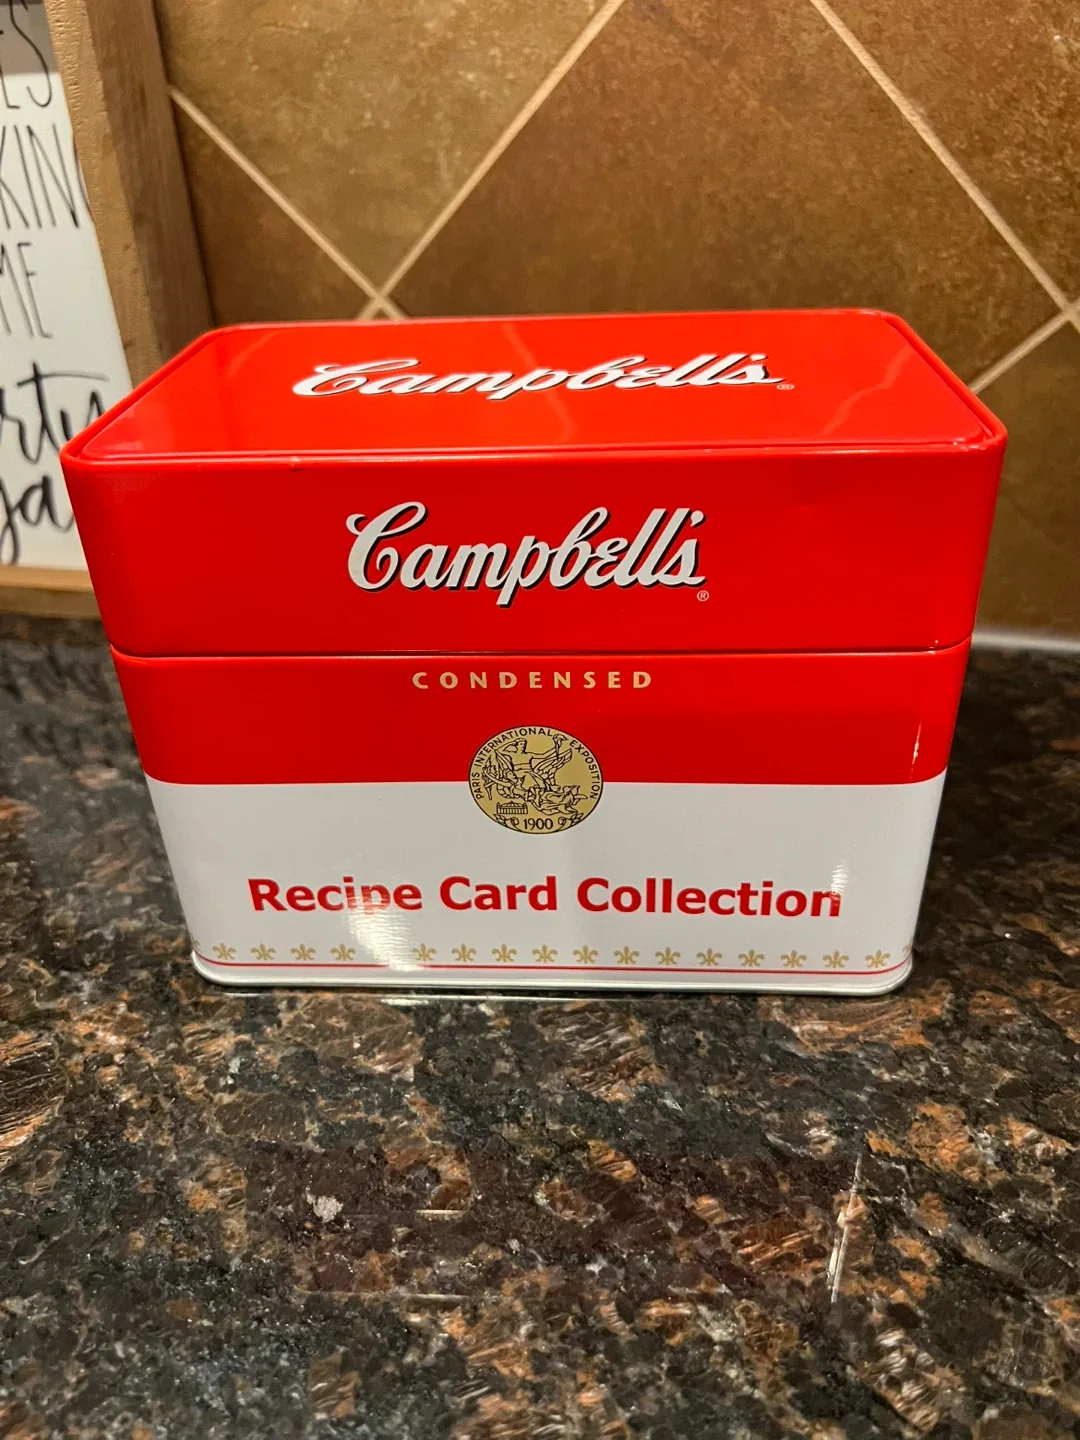 Campbell's®
Campbell's®
CONDENSED
PARIS INTERNATIONAL EXPOSITION
1900
Recipe Card Collection